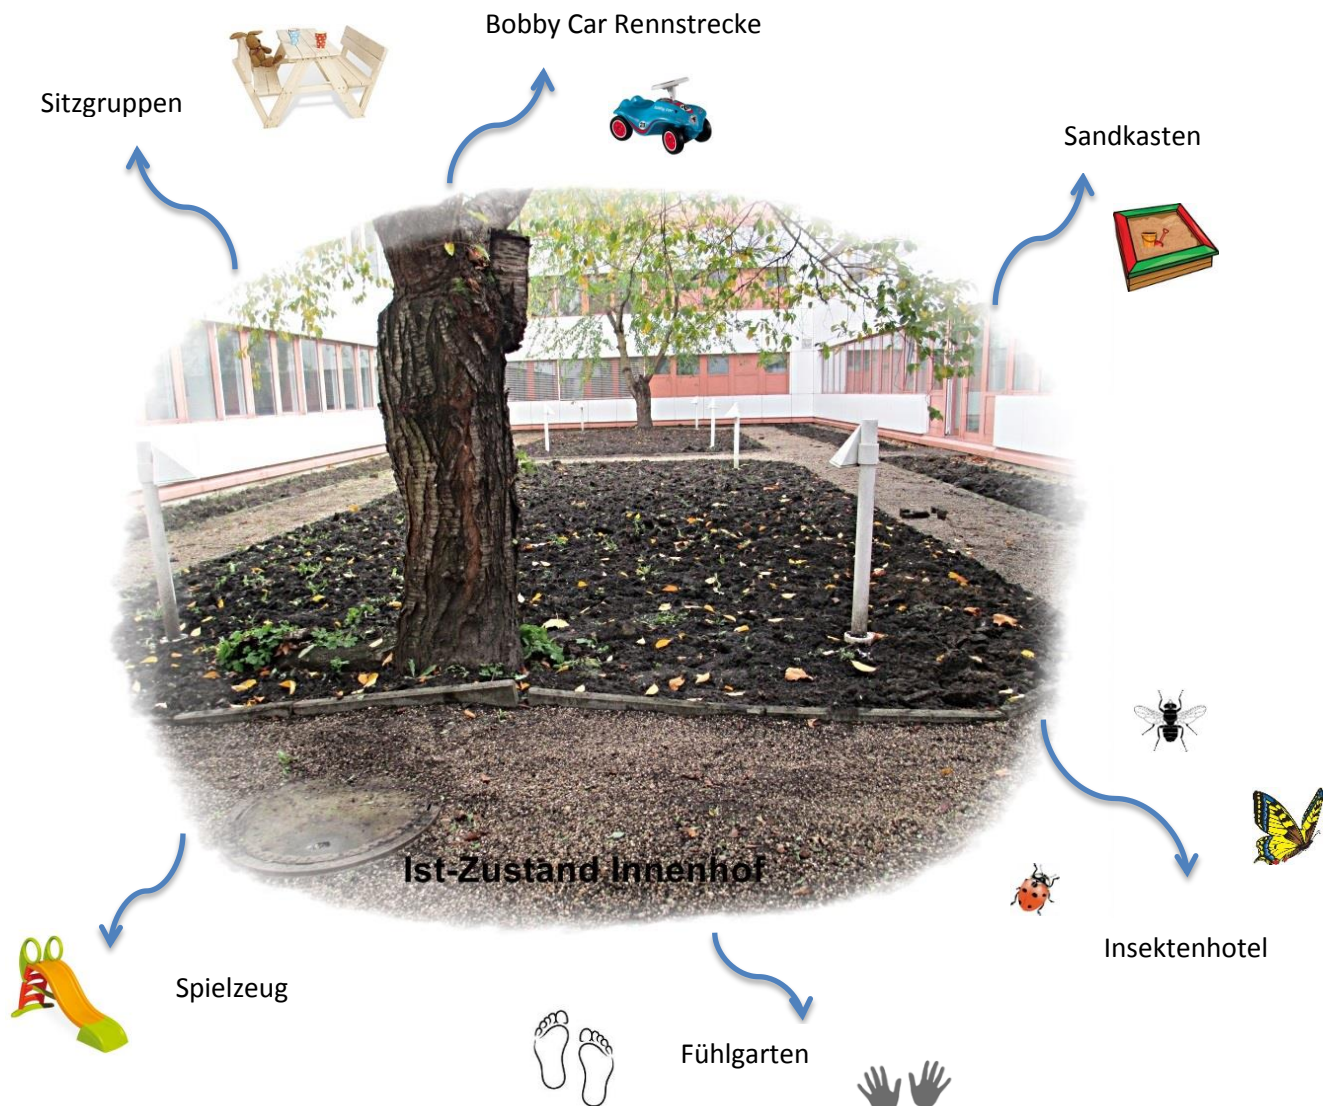 Bobby Car Rennstrecke
Sitzgruppen
Sandkasten
Ist-Zustand Innenhof
Insektenhotel
Spielzeug
Fühlgarten